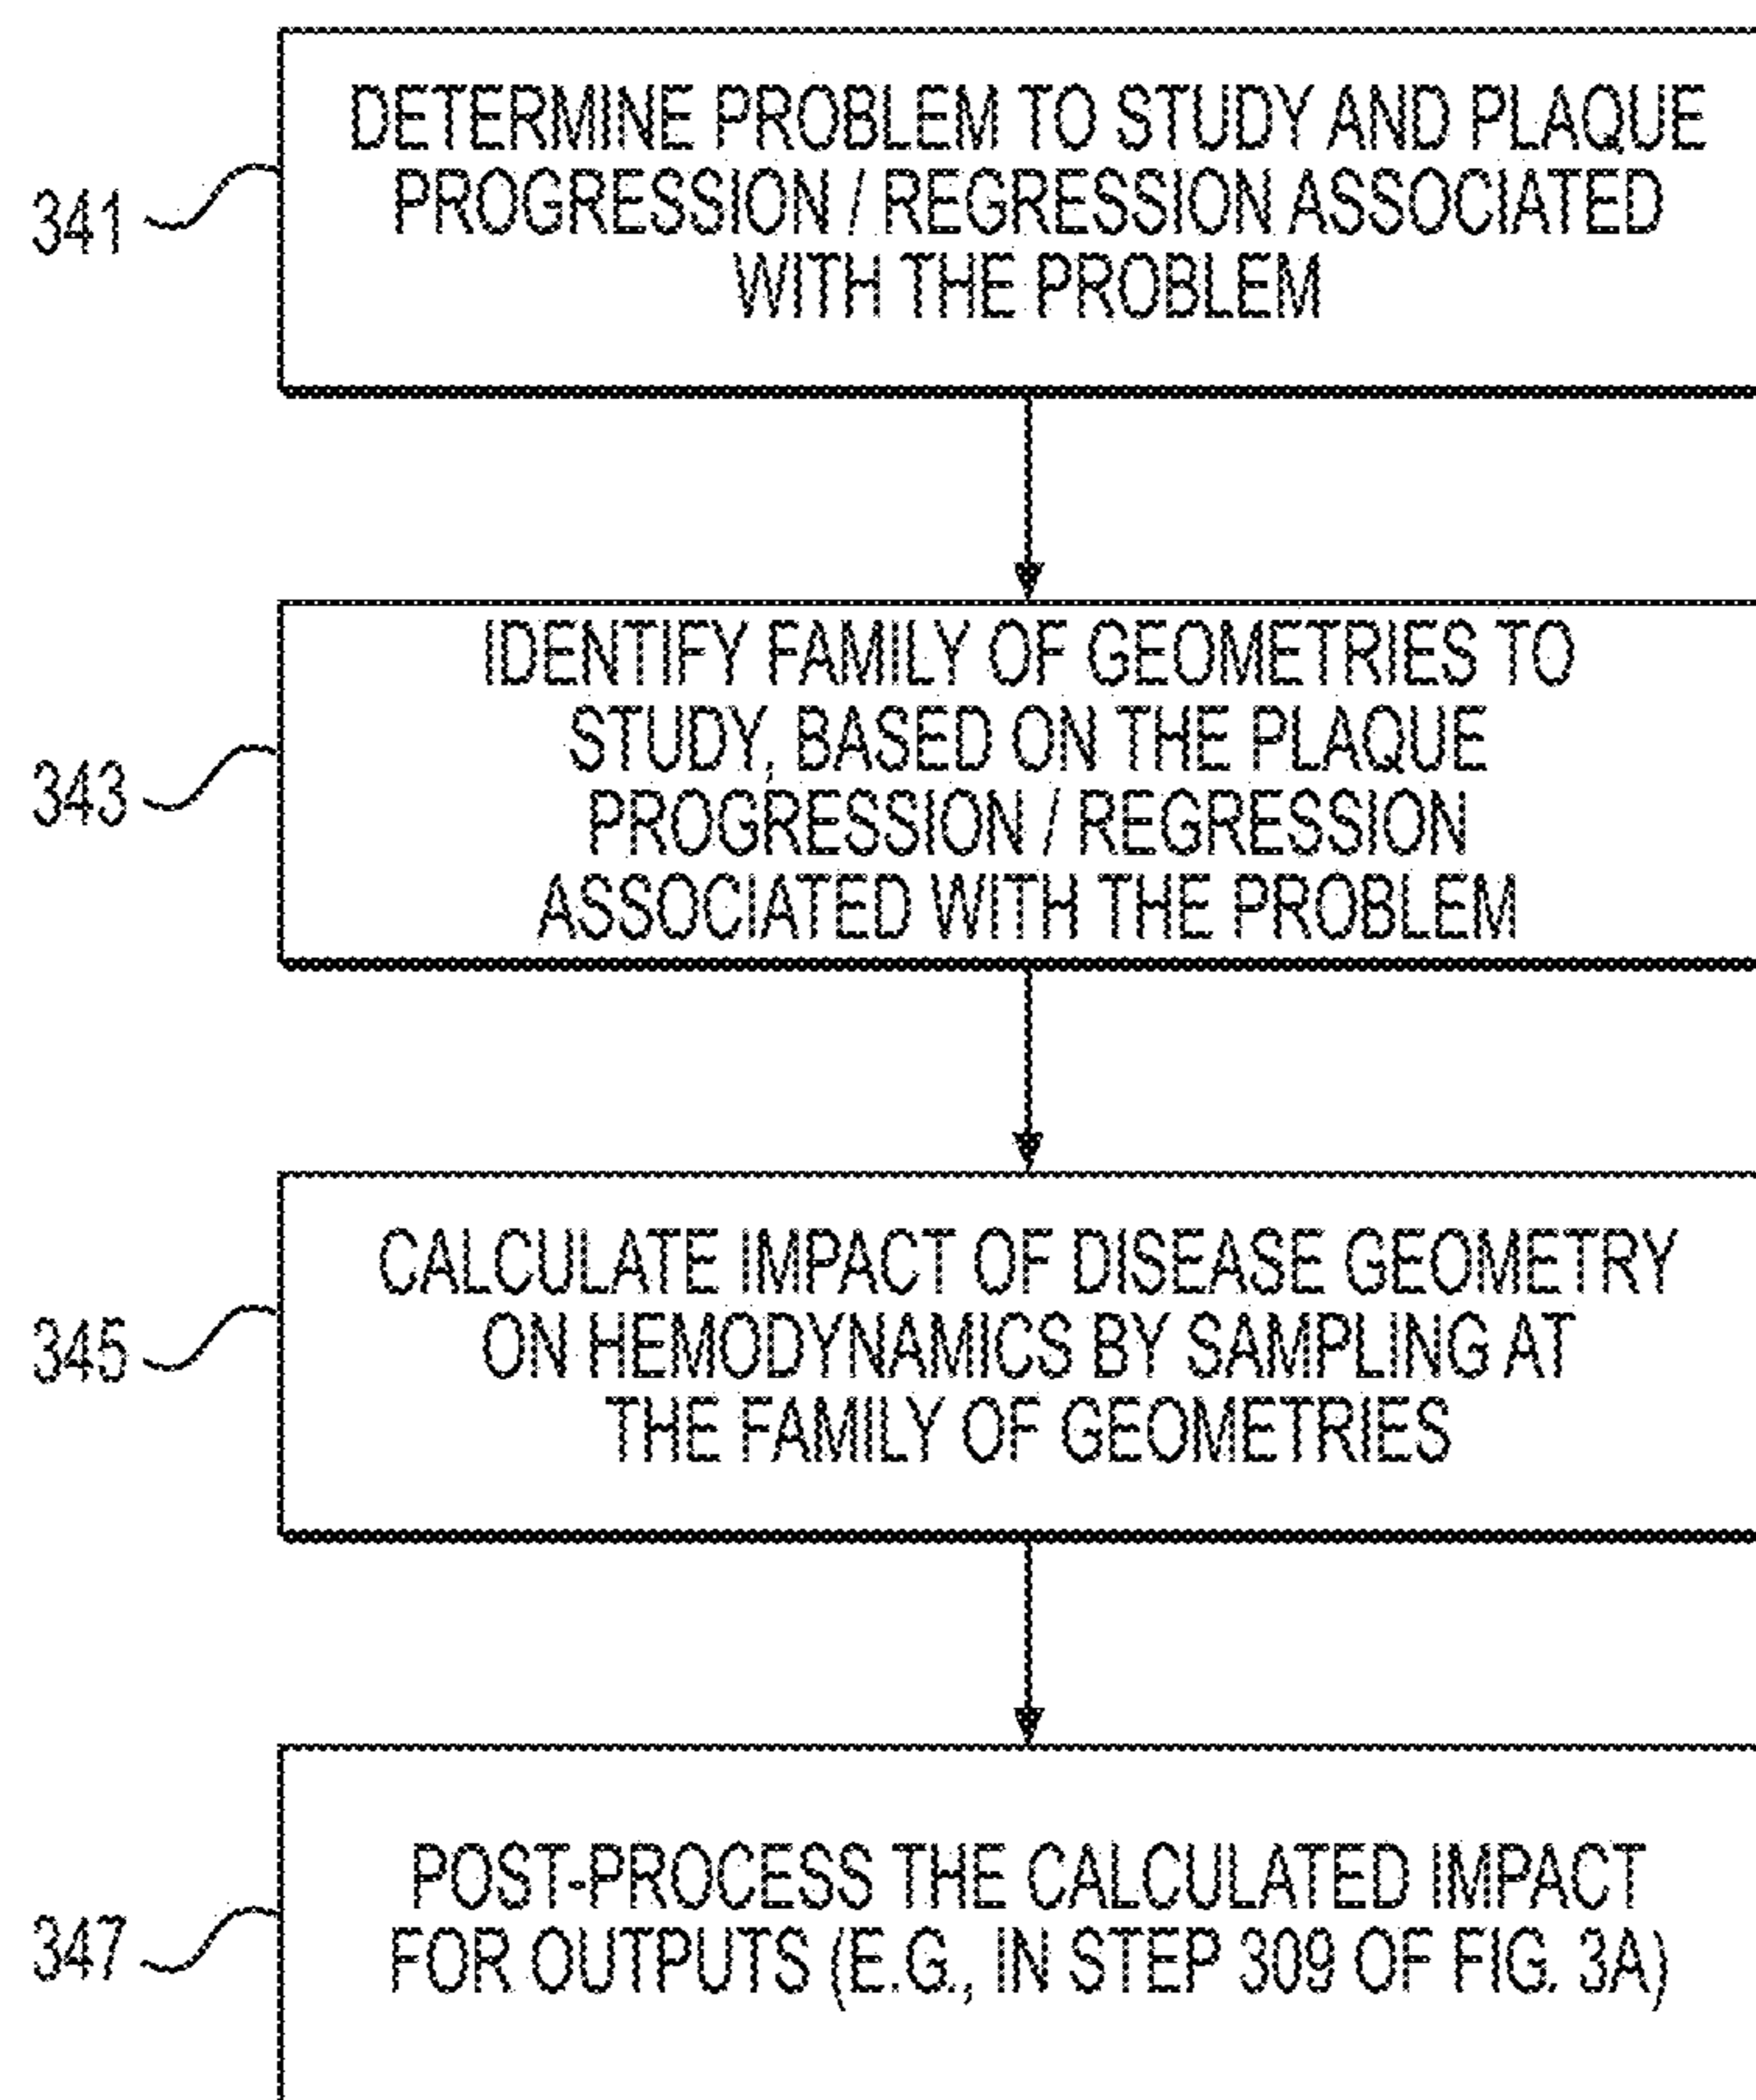 DETERMINE PROBLEM TO STUDY AND PLAQUE
PROGRESSION / REGRESSION ASSOCIATED
WITH THE PROBLEM
341
IDENTIFY FAMILY OF GEOMETRIES TO
STUDY, BASED ON THE PLAQUE
PROGRESSION / REGRESSION
ASSOCIATED WITH THE PROBLEM
343
CALCULATE IMPACT OF DISEASE GEOMETRY
ON HEMODYNAMICS BY SAMPLING AT
THE FAMILY OF GEOMETRIES
345
POST-PROCESS THE CALCULATED IMPACT
FOR OUTPUTS (E.G., IN STEP 309 OF FIG. 3A)
347